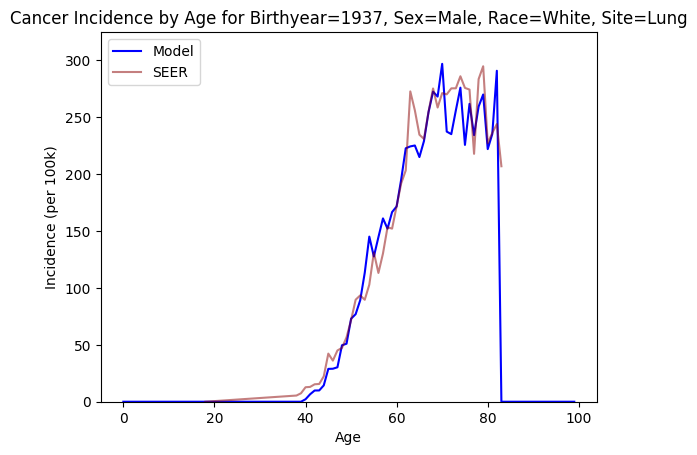 Cancer Incidence by Age for Birthyear=1937, Sex=Male, Race=White, Site=Lung
Model
SEER
300
250
200
150
100
50
0
Incidence (per 100k)
0 20 40 60 80 100
Age